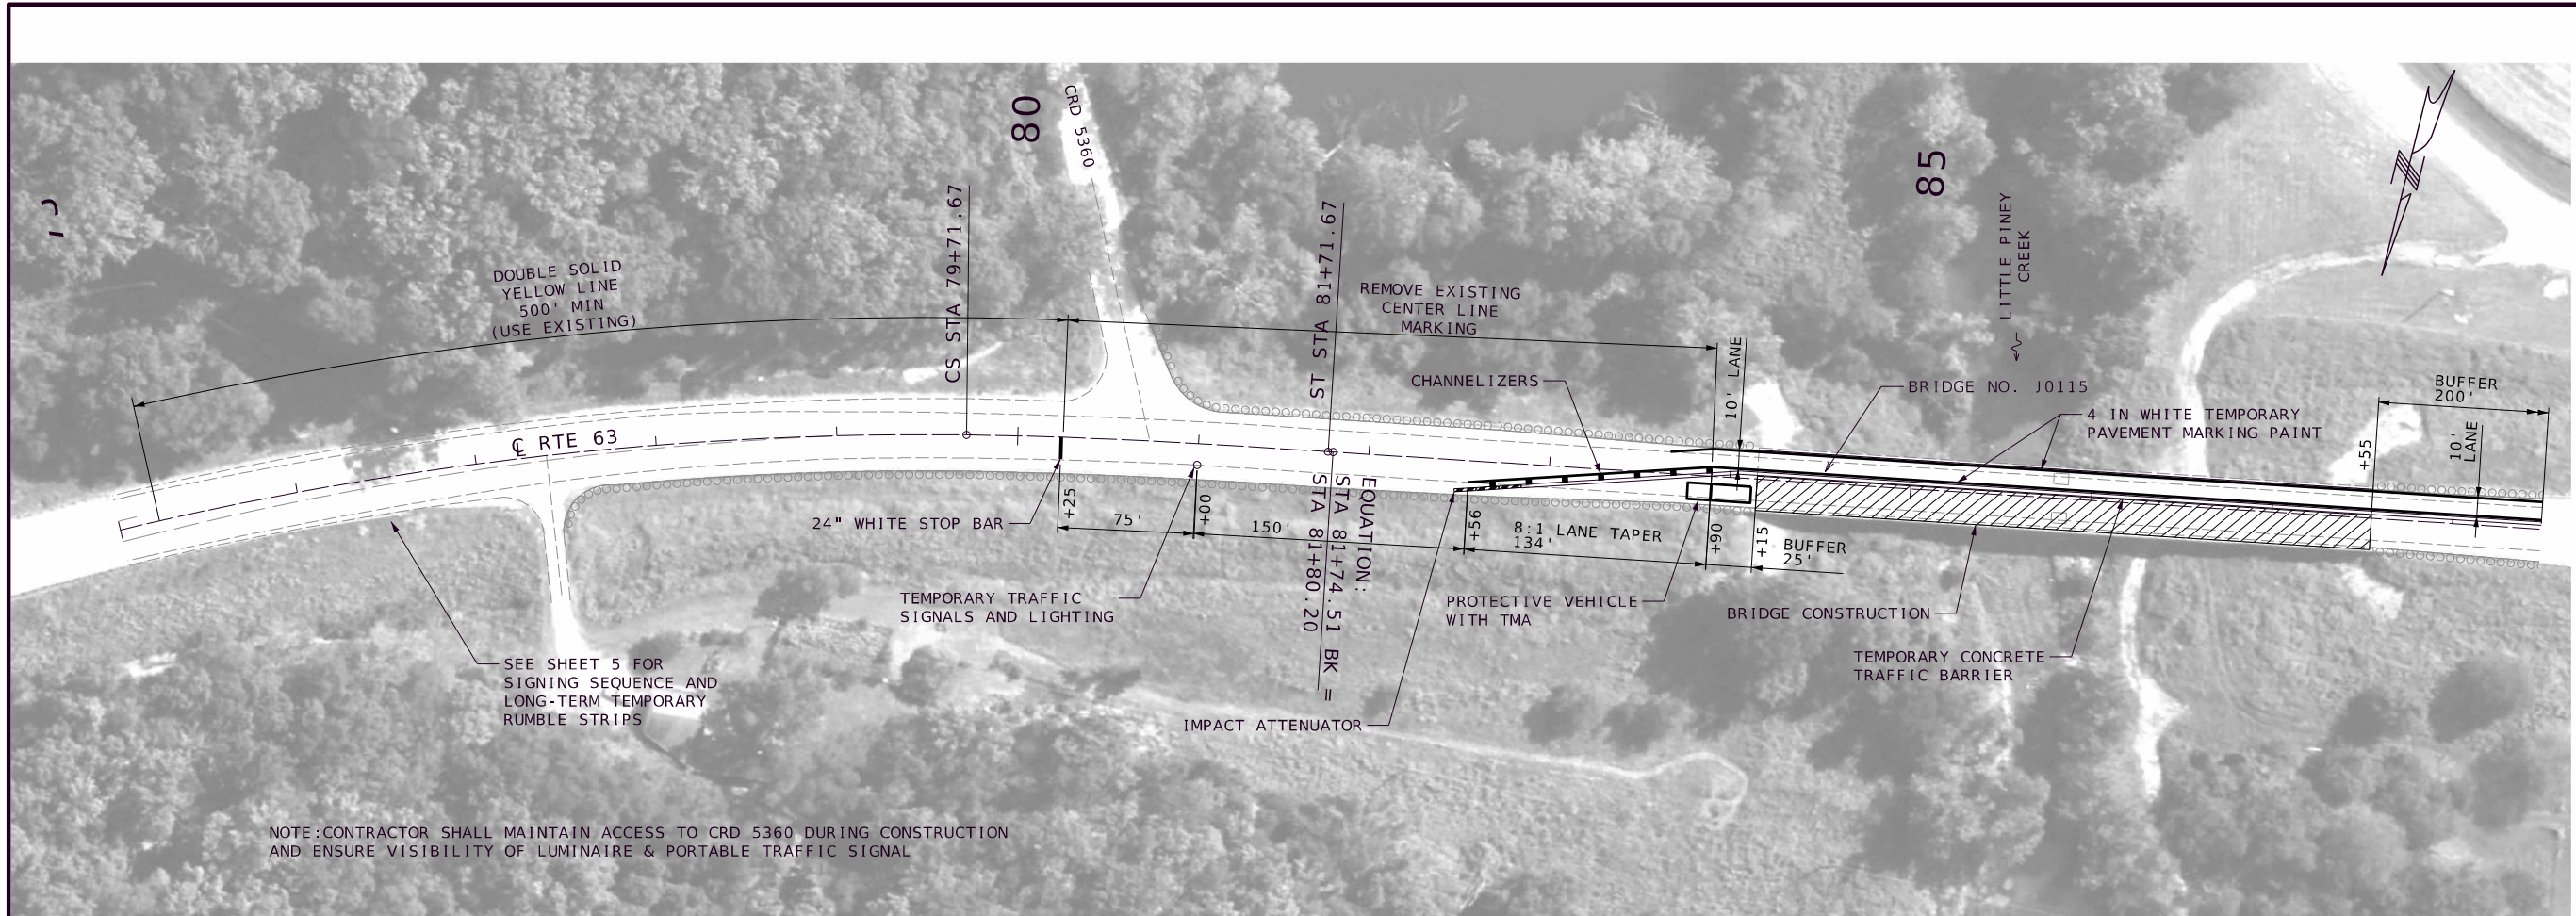 80
CRD 5360
85
LITTLE PINEY
CREEK
DOUBLE SOLID
YELLOW LINE
500' MIN
(USE EXISTING)
CS STA 79+71.67
ST STA 81+71.67
REMOVE EXISTING
CENTER LINE
MARKING
CHANNELIZERS
10' LANE
BRIDGE NO. J0115
4 IN WHITE TEMPORARY
PAVEMENT MARKING PAINT
BUFFER
200'
+55
10'
LANE
℄ RTE 63
24" WHITE STOP BAR
+25
75'
+00
150'
EQUATION:
STA 81+74.51 BK =
STA 81+80.20
+56
8:1 LANE TAPER
134'
+90
+15
BUFFER
25'
TEMPORARY TRAFFIC
SIGNALS AND LIGHTING
PROTECTIVE VEHICLE
WITH TMA
BRIDGE CONSTRUCTION
TEMPORARY CONCRETE
TRAFFIC BARRIER
SEE SHEET 5 FOR
SIGNING SEQUENCE AND
LONG-TERM TEMPORARY
RUMBLE STRIPS
IMPACT ATTENUATOR
NOTE:CONTRACTOR SHALL MAINTAIN ACCESS TO CRD 5360 DURING CONSTRUCTION
AND ENSURE VISIBILITY OF LUMINAIRE & PORTABLE TRAFFIC SIGNAL